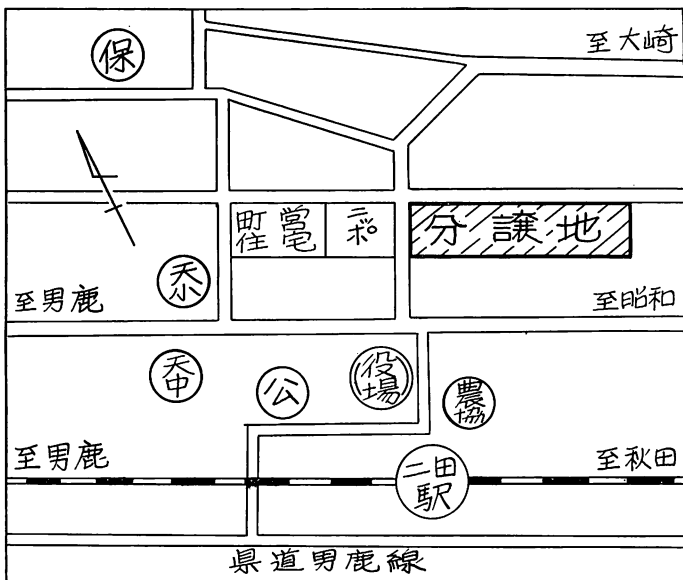 保
至大崎
町営
住宅
ニポ
分譲地
天小
至男鹿
至昭和
天中
公
役場
農協
至男鹿
二田
駅
至秋田
県道男鹿線